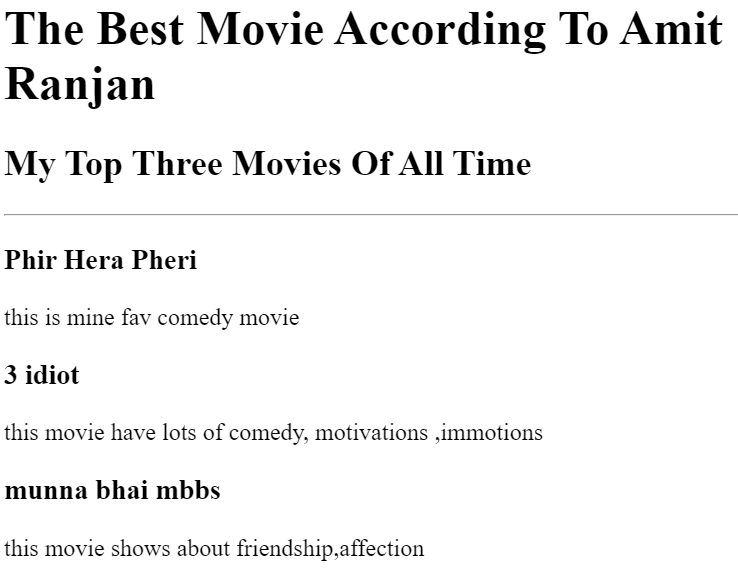 The Best Movie According To Amit
Ranjan
My Top Three Movies Of All Time
Phir Hera Pheri
this is mine fav comedy movie
3 idiot
this movie have lots of comedy, motivations ,immotions
munna bhai mbbs
this movie shows about friendship,affection